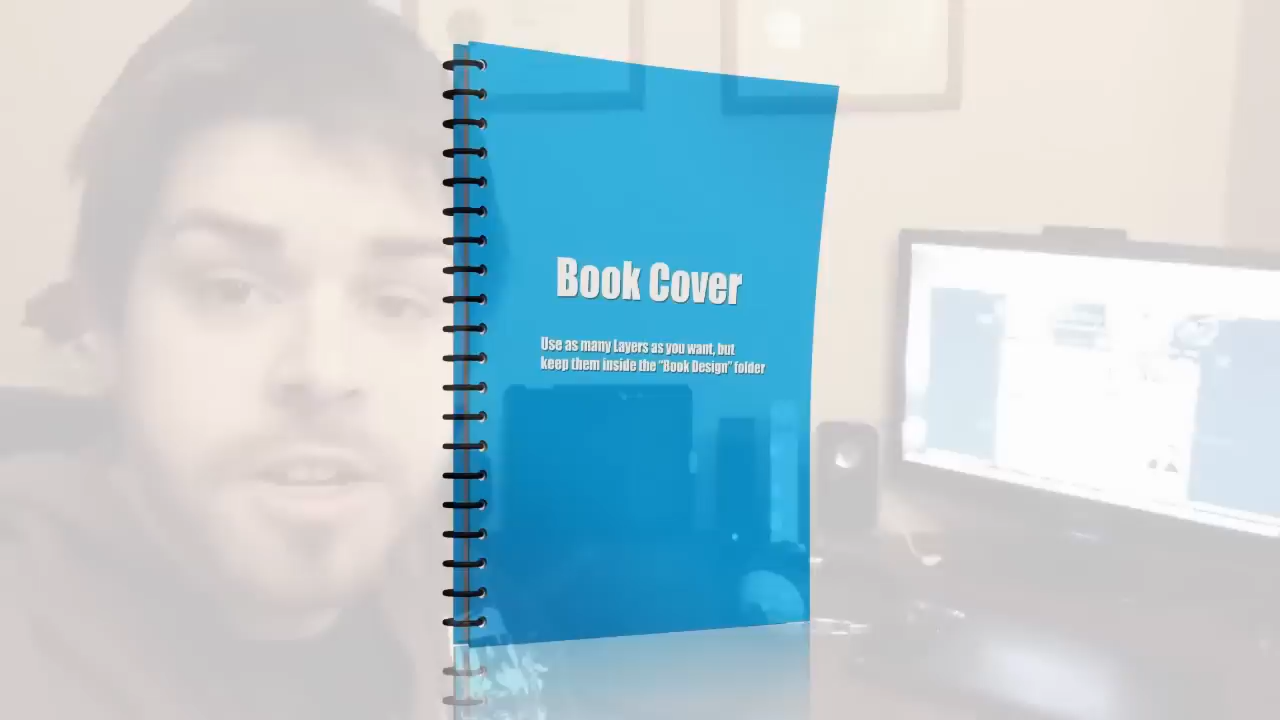 Book Cover
Use as many Layers as you want, but
keep them inside the "Book Design" folder